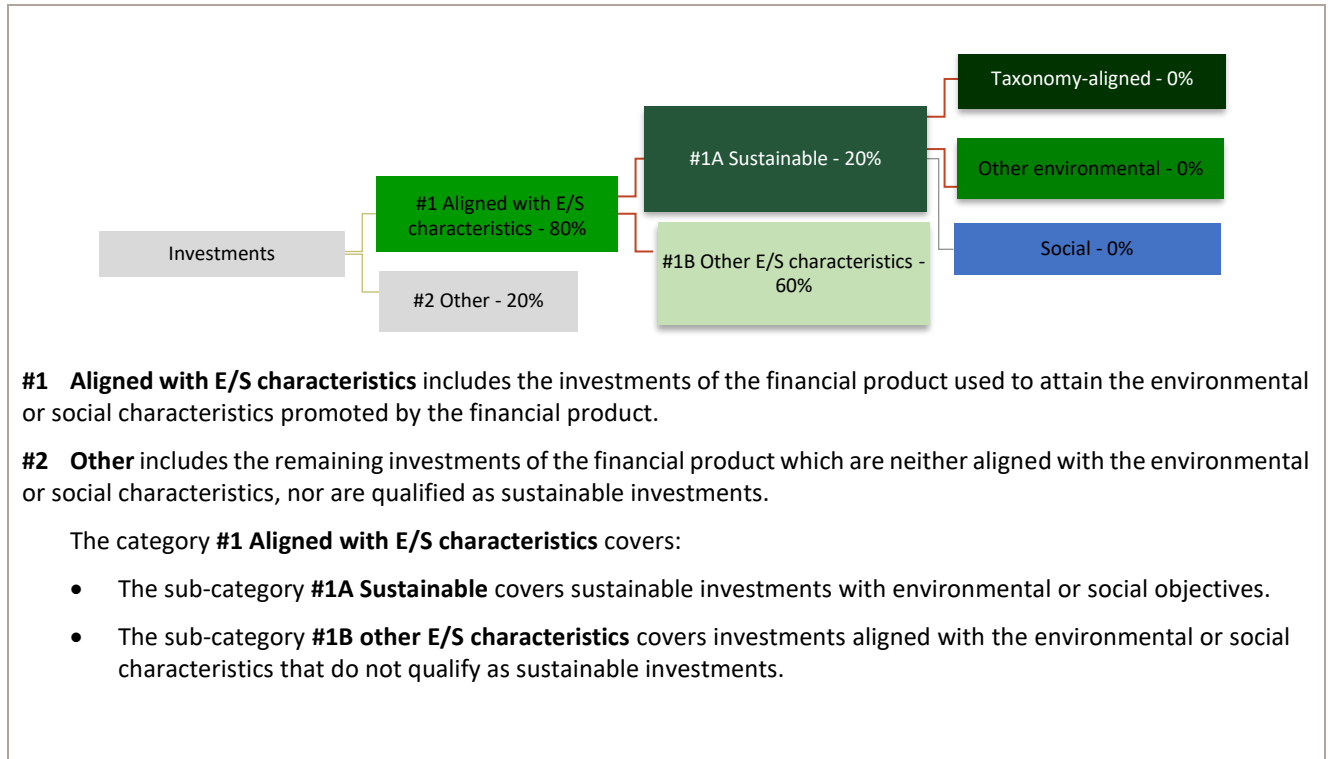 Taxonomy-aligned - 0%
#1A Sustainable - 20%
Other environmental - 0%
#1 Aligned with E/S
characteristics - 80%
Investments
#1B Other E/S characteristics -
60%
Social - 0%
#2 Other - 20%
#1 Aligned with E/S characteristics includes the investments of the financial product used to attain the environmental
or social characteristics promoted by the financial product.
#2 Other includes the remaining investments of the financial product which are neither aligned with the environmental
or social characteristics, nor are qualified as sustainable investments.
The category #1 Aligned with E/S characteristics covers:
• The sub-category #1A Sustainable covers sustainable investments with environmental or social objectives.
• The sub-category #1B other E/S characteristics covers investments aligned with the environmental or social
characteristics that do not qualify as sustainable investments.